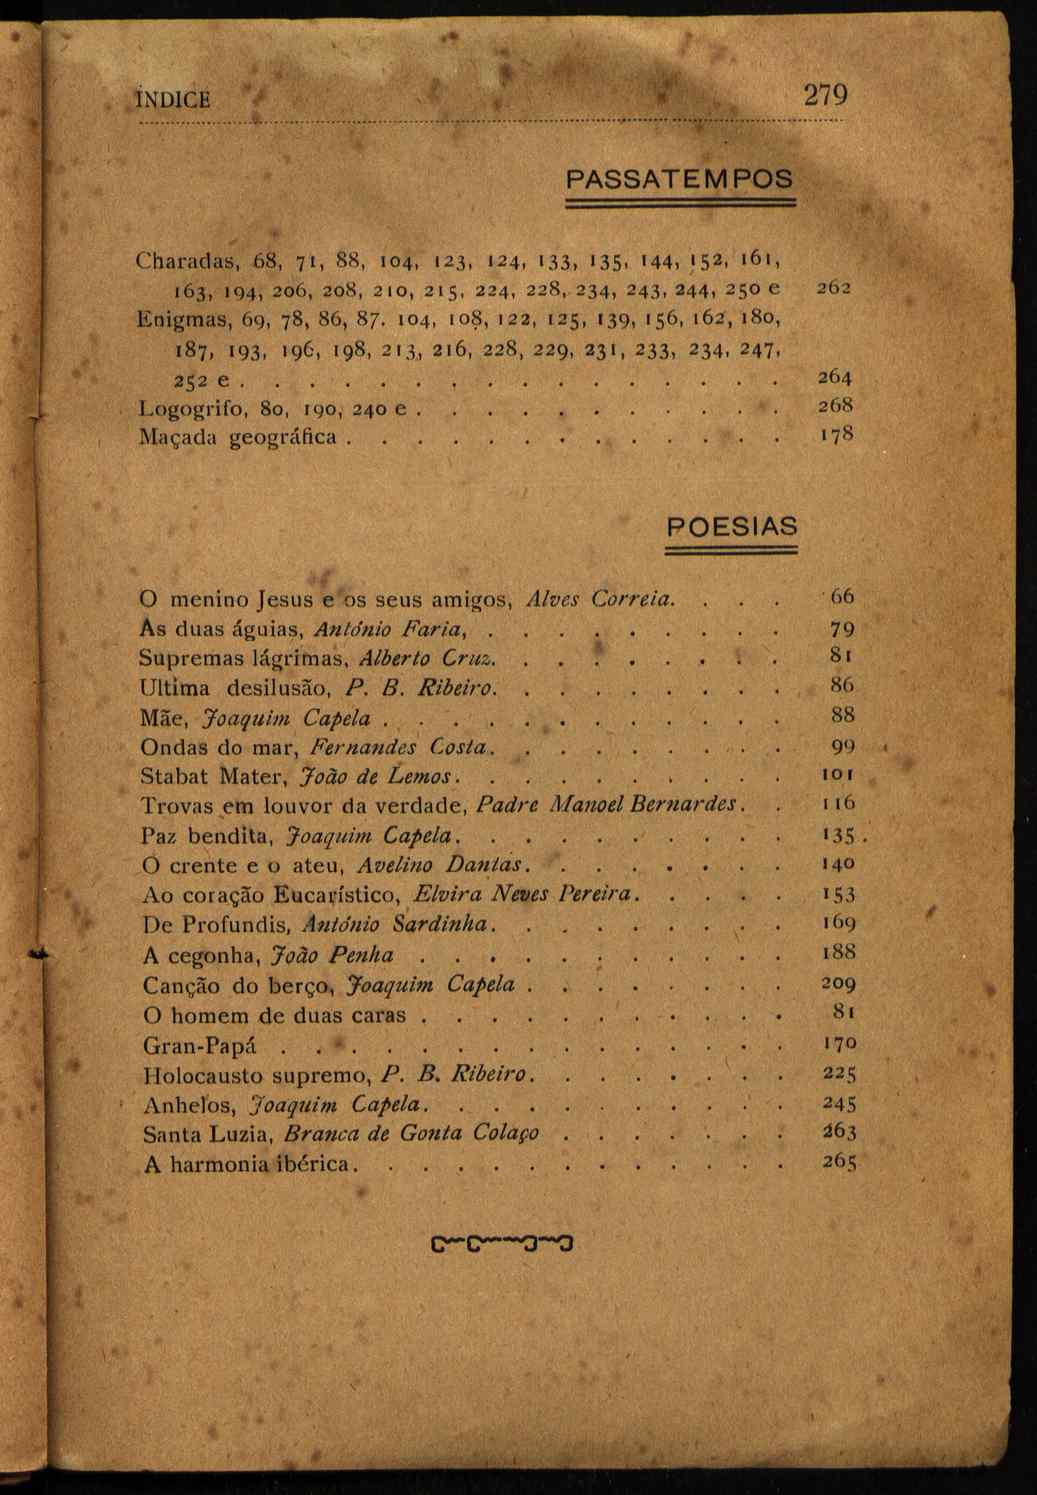 ÍNDICE 279
PASSATEMPOS
Charadas, 68, 71, 88, 104, 123, 124, 133, 135, 144, 152, 161,
163, 194, 206, 208, 210, 215, 224, 228, 234, 243, 244, 250 e 262
Enigmas, 69, 78, 86, 87. 104, 108, 122, 125, 139, 156, 162, 180,
187, 193, 196, 198, 213, 216, 228, 229, 231, 233, 234, 247,
252 e . . . . . . . . . . . . . . . . 264
Logogrifo, 80, 190, 240 e . . . . . . . . . . . 268
Maçada geográfica . . . . . . . . . . . . . 178
POESIAS
O menino Jesus e os seus amigos, Alves Correia. . . . 66
As duas águias, António Faria, . . . . . . . . . 79
Supremas lágrimas, Alberto Cruz. . . . . . . . . 81
Ultima desilusão, P. B. Ribeiro. . . . . . . . . 86
Mãe, Joaquim Capela . . . . . . . . . . . . 88
Ondas do mar, Fernandes Costa. . . . . . . . . 99
Stabat Mater, João de Lemos. . . . . . . . . . 101
Trovas em louvor da verdade, Padre Manoel Bernardes. . 116
Paz bendita, Joaquim Capela. . . . . . . . . . 135
O crente e o ateu, Avelino Dantas. . . . . . . . 140
Ao coração Eucarístico, Elvira Neves Pereira. . . . . 153
De Profundis, António Sardinha. . . . . . . . . 169
A cegonha, João Penha . . . . . . . . . . . 188
Canção do berço, Joaquim Capela . . . . . . . . 209
O homem de duas caras . . . . . . . . . . . 81
Gran-Papá . . . . . . . . . . . . . . . 170
Holocausto supremo, P. B. Ribeiro. . . . . . . . 225
Anhelos, Joaquim Capela. . . . . . . . . . . 245
Santa Luzia, Branca de Gonta Colaço . . . . . . . 263
A harmonia ibérica. . . . . . . . . . . . . 265